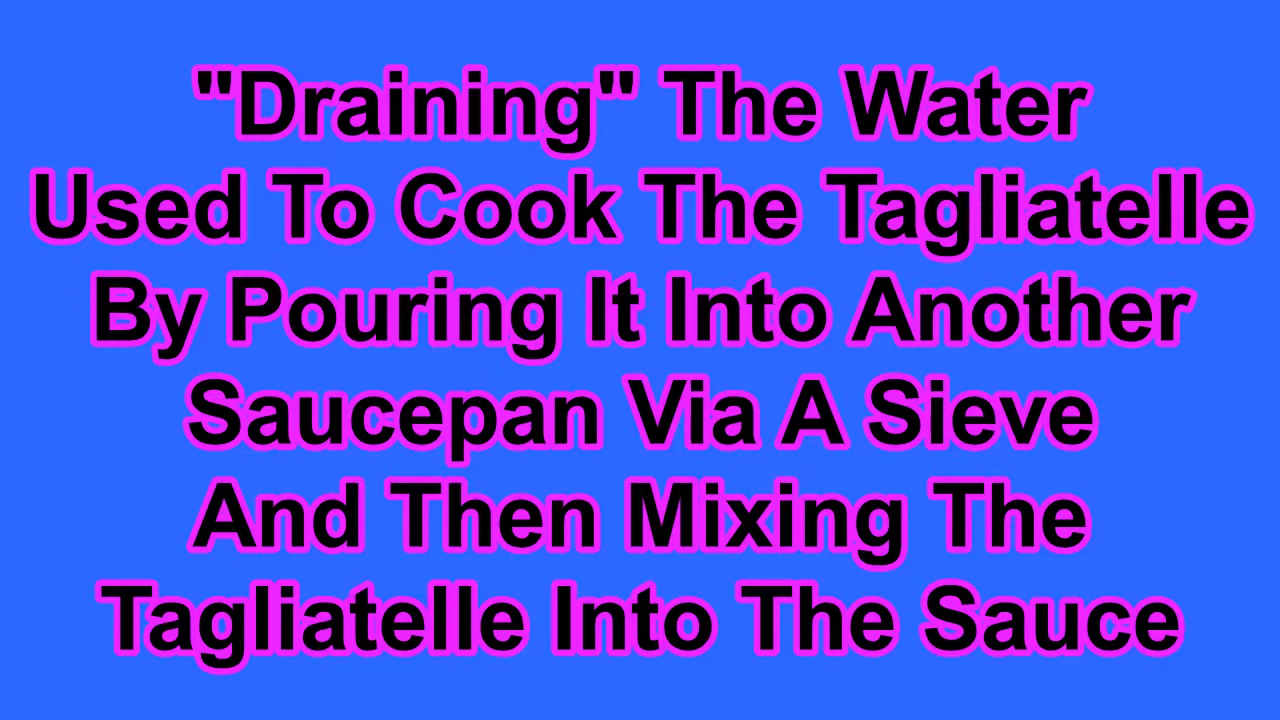 "Draining" The Water
Used To Cook The Tagliatelle
By Pouring It Into Another
Saucepan Via A Sieve
And Then Mixing The
Tagliatelle Into The Sauce